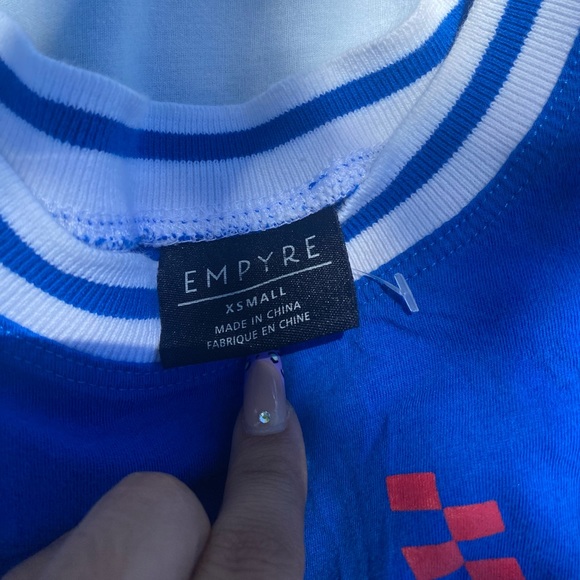 EMPYRE
XSMALL
MADE IN CHINA
FABRIQUE EN CHINE